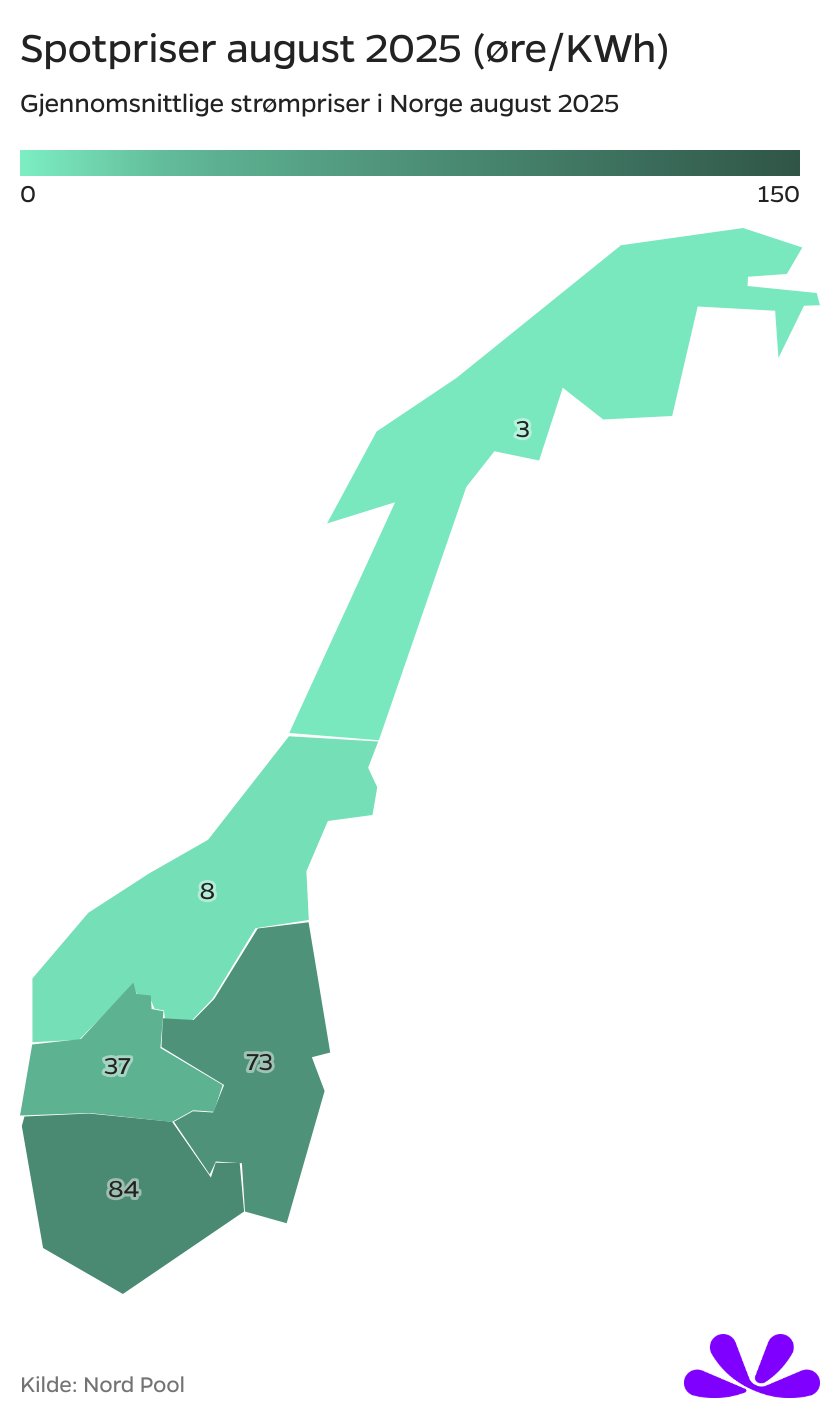 Spotpriser august 2025 (øre/KWh)
Gjennomsnittlige strømpriser i Norge august 2025
0 150
3
8
37 73
84
Kilde: Nord Pool